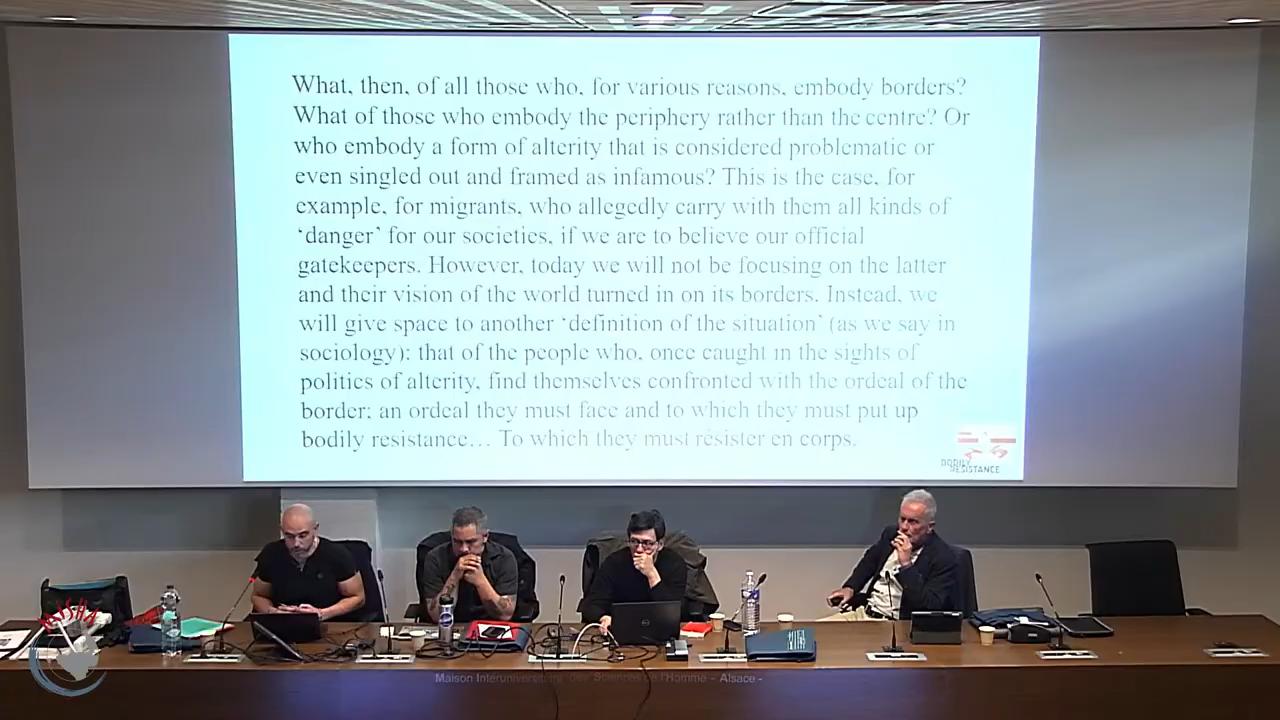 What, then, of all those who, for various reasons, embody borders?
What of those who embody the periphery rather than the centre? Or
who embody a form of alterity that is considered problematic or
even singled out and framed as infamous? This is the case, for
example, for migrants, who allegedly carry with them all kinds of
‘danger’ for our societies, if we are to believe our official
gatekeepers. However, today we will not be focusing on the latter
and their vision of the world turned in on its borders. Instead, we
will give space to another ‘definition of the situation’ (as we say in
sociology): that of the people who, once caught in the sights of
politics of alterity, find themselves confronted with the ordeal of the
border; an ordeal they must face and to which they must put up
bodily resistance… To which they must résister en corps.
BODILY
RESISTANCE
MISHA
DELL
Maison Interuniversitaire des Sciences de l'Homme - Alsace -